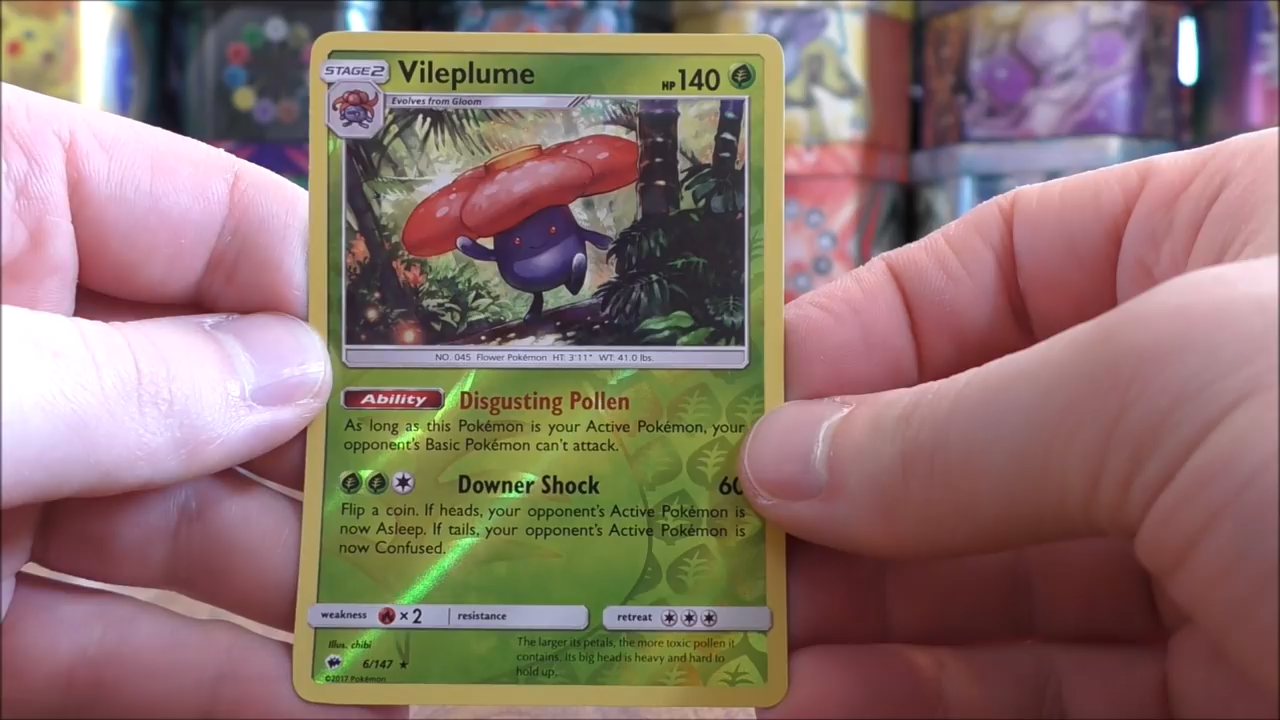 STAGE2 Vileplume HP 140
Evolves from Gloom
NO. 045 Flower Pokémon HT: 3'11" WT: 41.0 lbs.
Ability Disgusting Pollen
As long as this Pokémon is your Active Pokémon, your
opponent's Basic Pokémon can't attack.
Downer Shock 60
Flip a coin. If heads, your opponent's Active Pokémon is
now Asleep. If tails, your opponent's Active Pokémon is
now Confused.
weakness ×2 resistance retreat
Illus. chibi
6/147
©2017 Pokémon
The larger its petals, the more toxic pollen it
contains. Its big head is heavy and hard to
hold up.